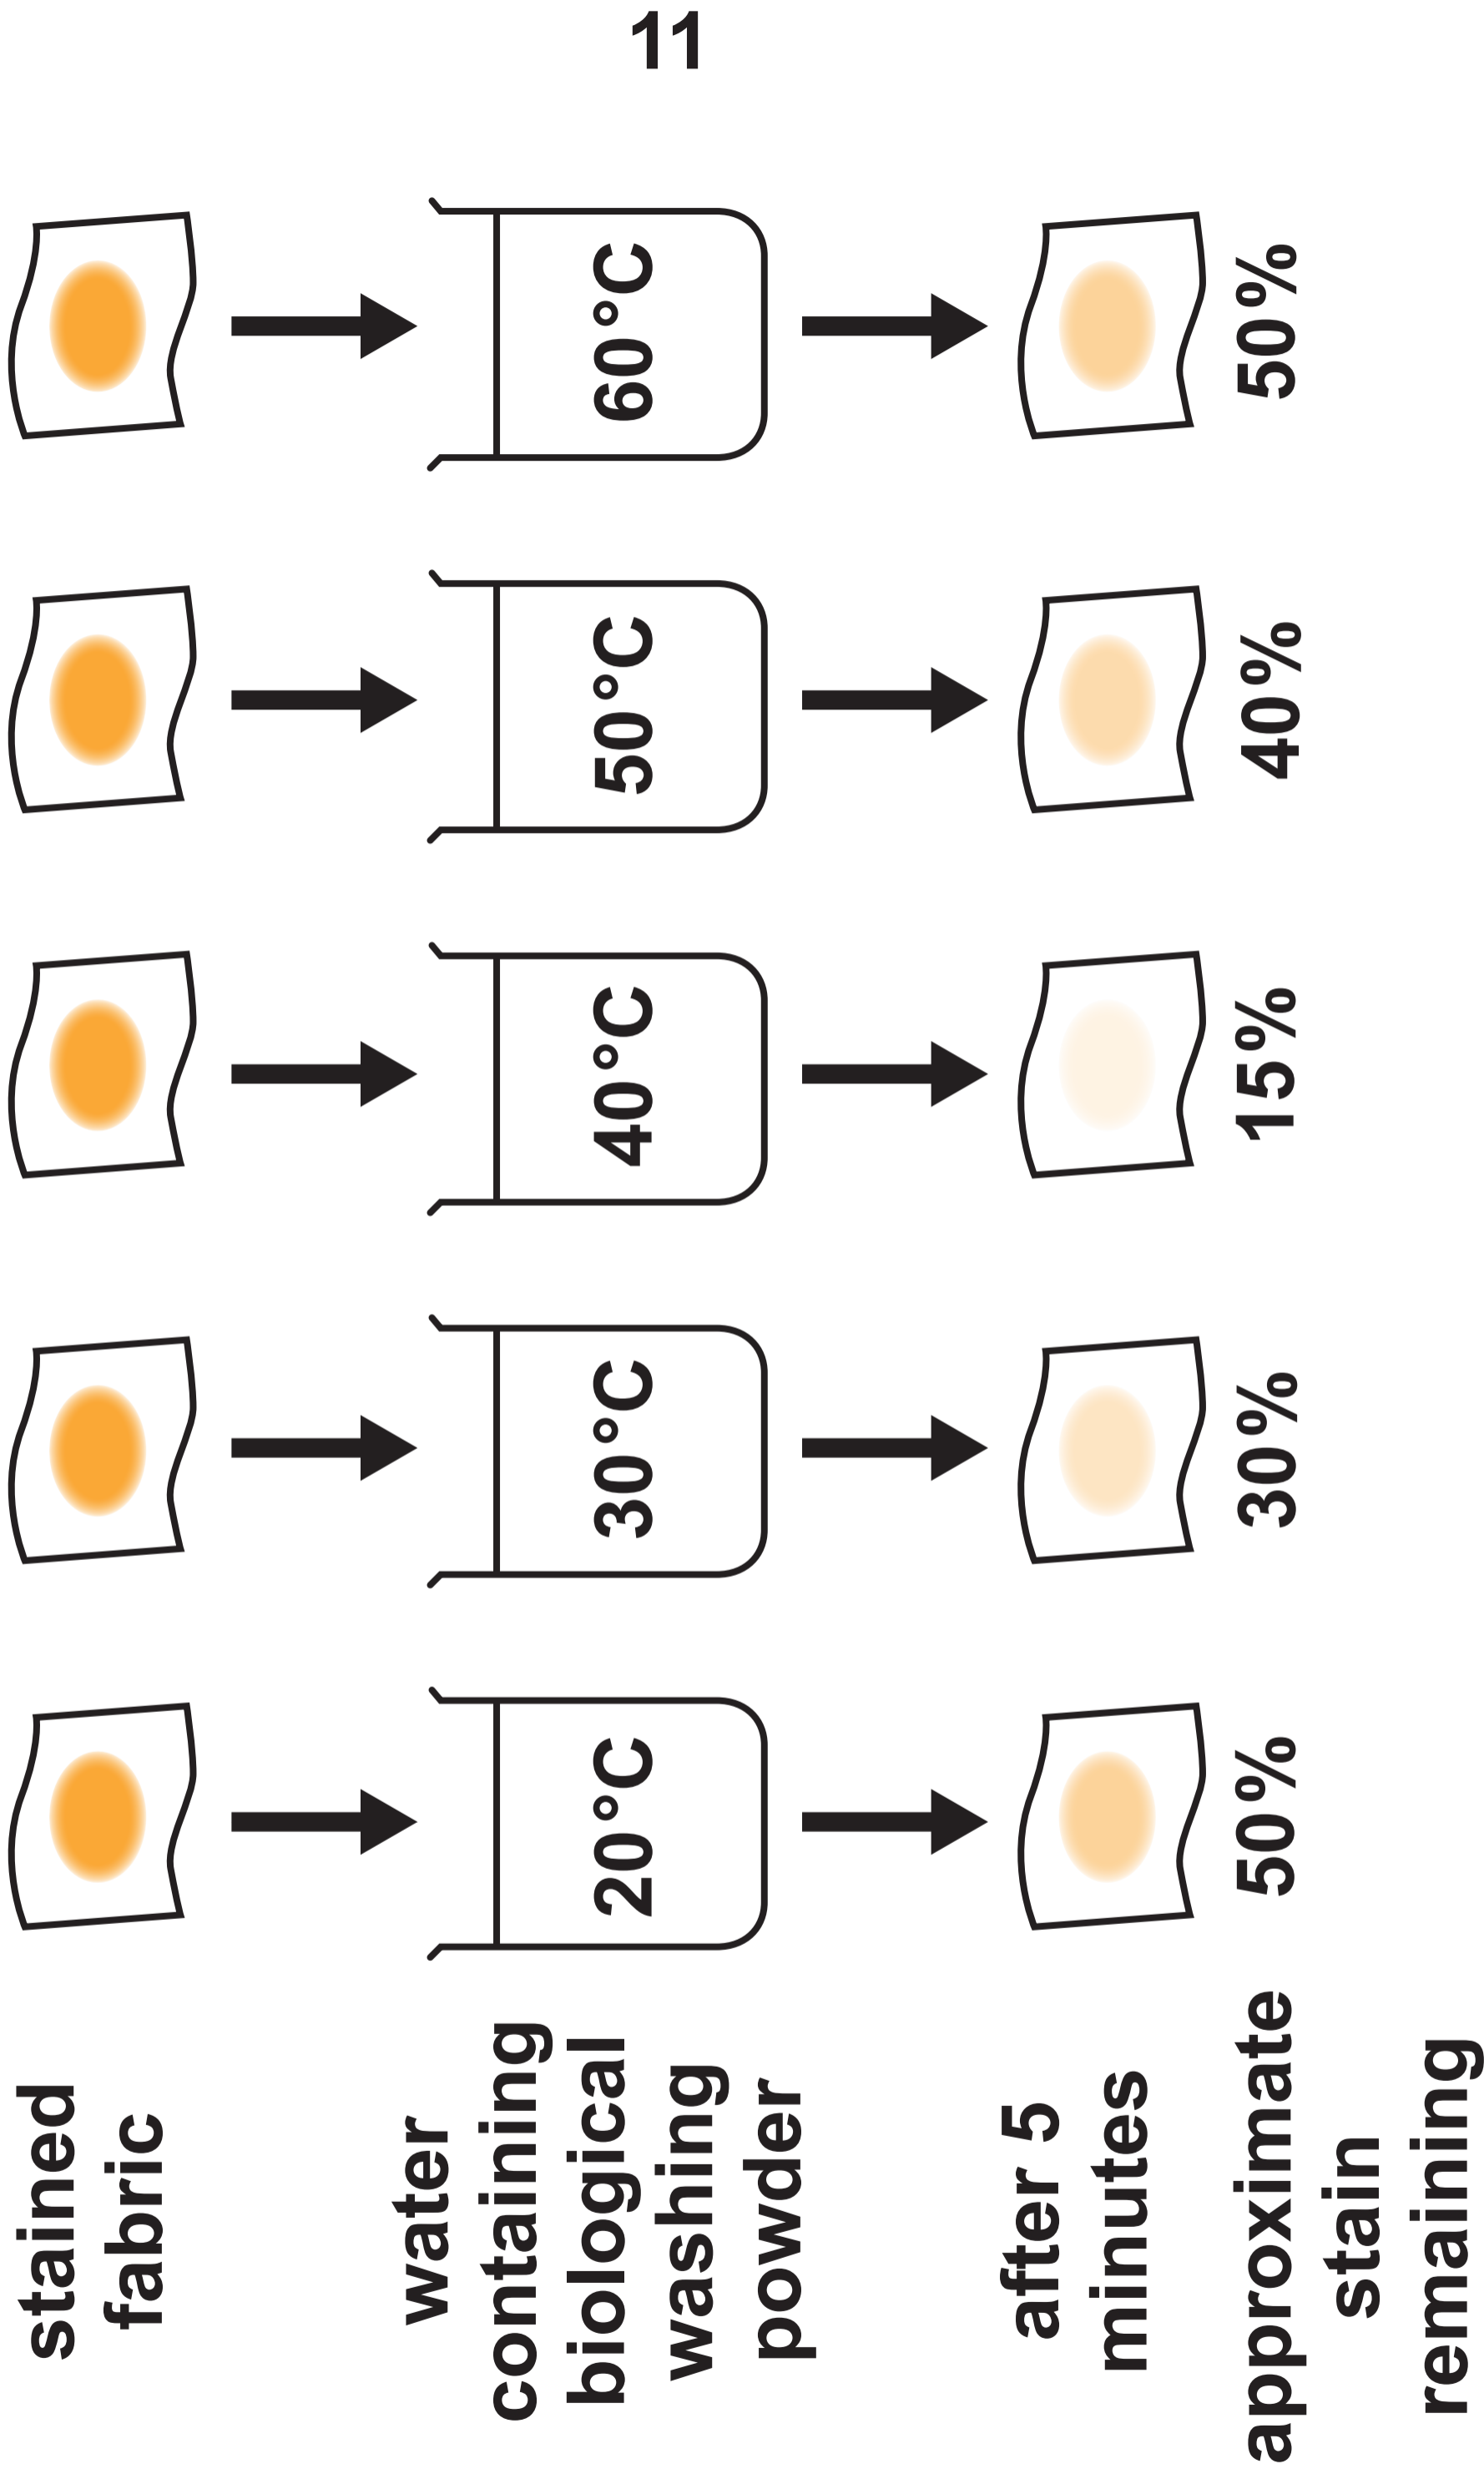 11
stained
fabric
water
containing
biological
washing
powder
20°C
30°C
40°C
50°C
60°C
after 5
minutes
approximate
stain
remaining
50%
30%
15%
40%
50%